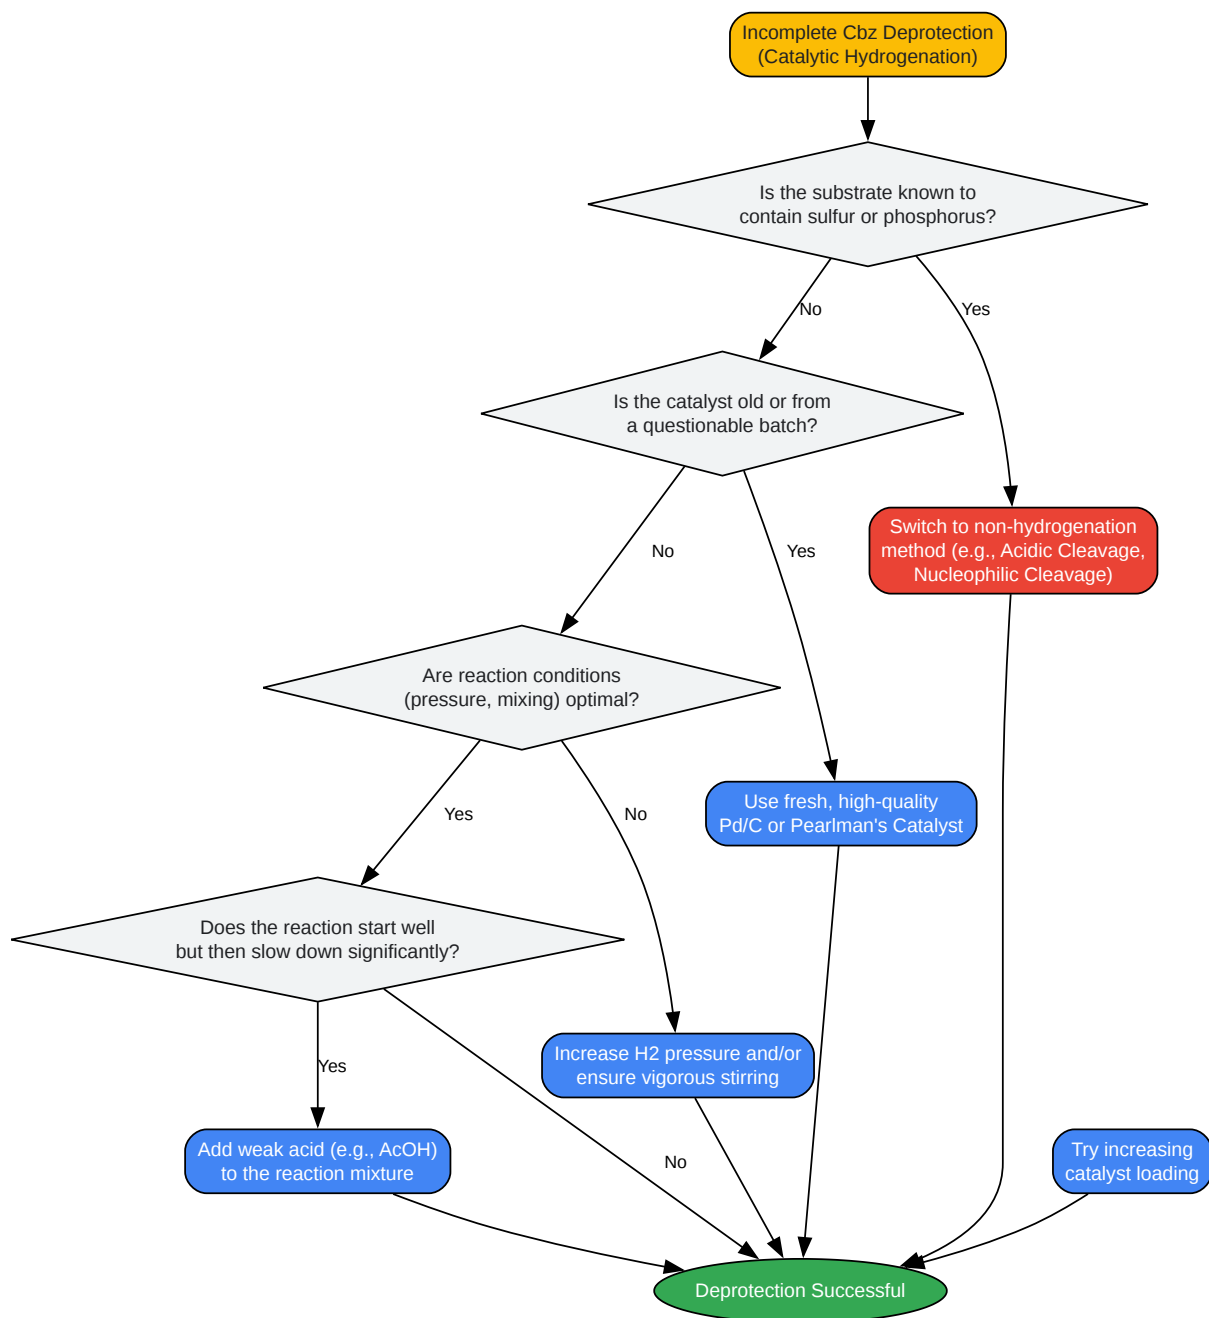 Incomplete Cbz Deprotection
(Catalytic Hydrogenation)
Is the substrate known to
contain sulfur or phosphorus?
No
Yes
Is the catalyst old or from
a questionable batch?
Switch to non-hydrogenation
method (e.g., Acidic Cleavage,
Nucleophilic Cleavage)
No
Yes
Are reaction conditions
(pressure, mixing) optimal?
Use fresh, high-quality
Pd/C or Pearlman's Catalyst
Yes
No
Does the reaction start well
but then slow down significantly?
Increase H2 pressure and/or
ensure vigorous stirring
Yes
Add weak acid (e.g., AcOH)
to the reaction mixture
No
Try increasing
catalyst loading
Deprotection Successful